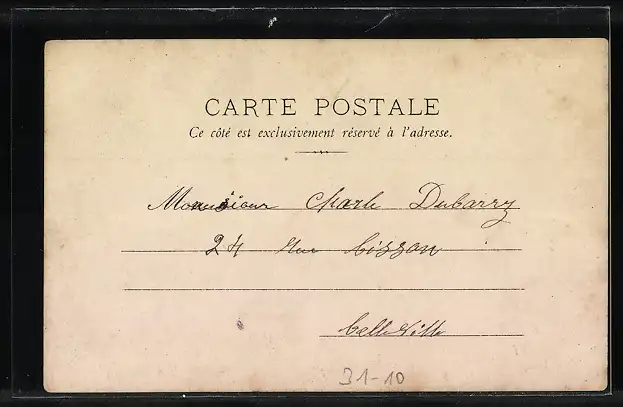 CARTE POSTALE
Ce côté est exclusivement réservé à l'adresse.
Monsieur Charle Dubarry
24 Rue Bisson
belleville
31-10